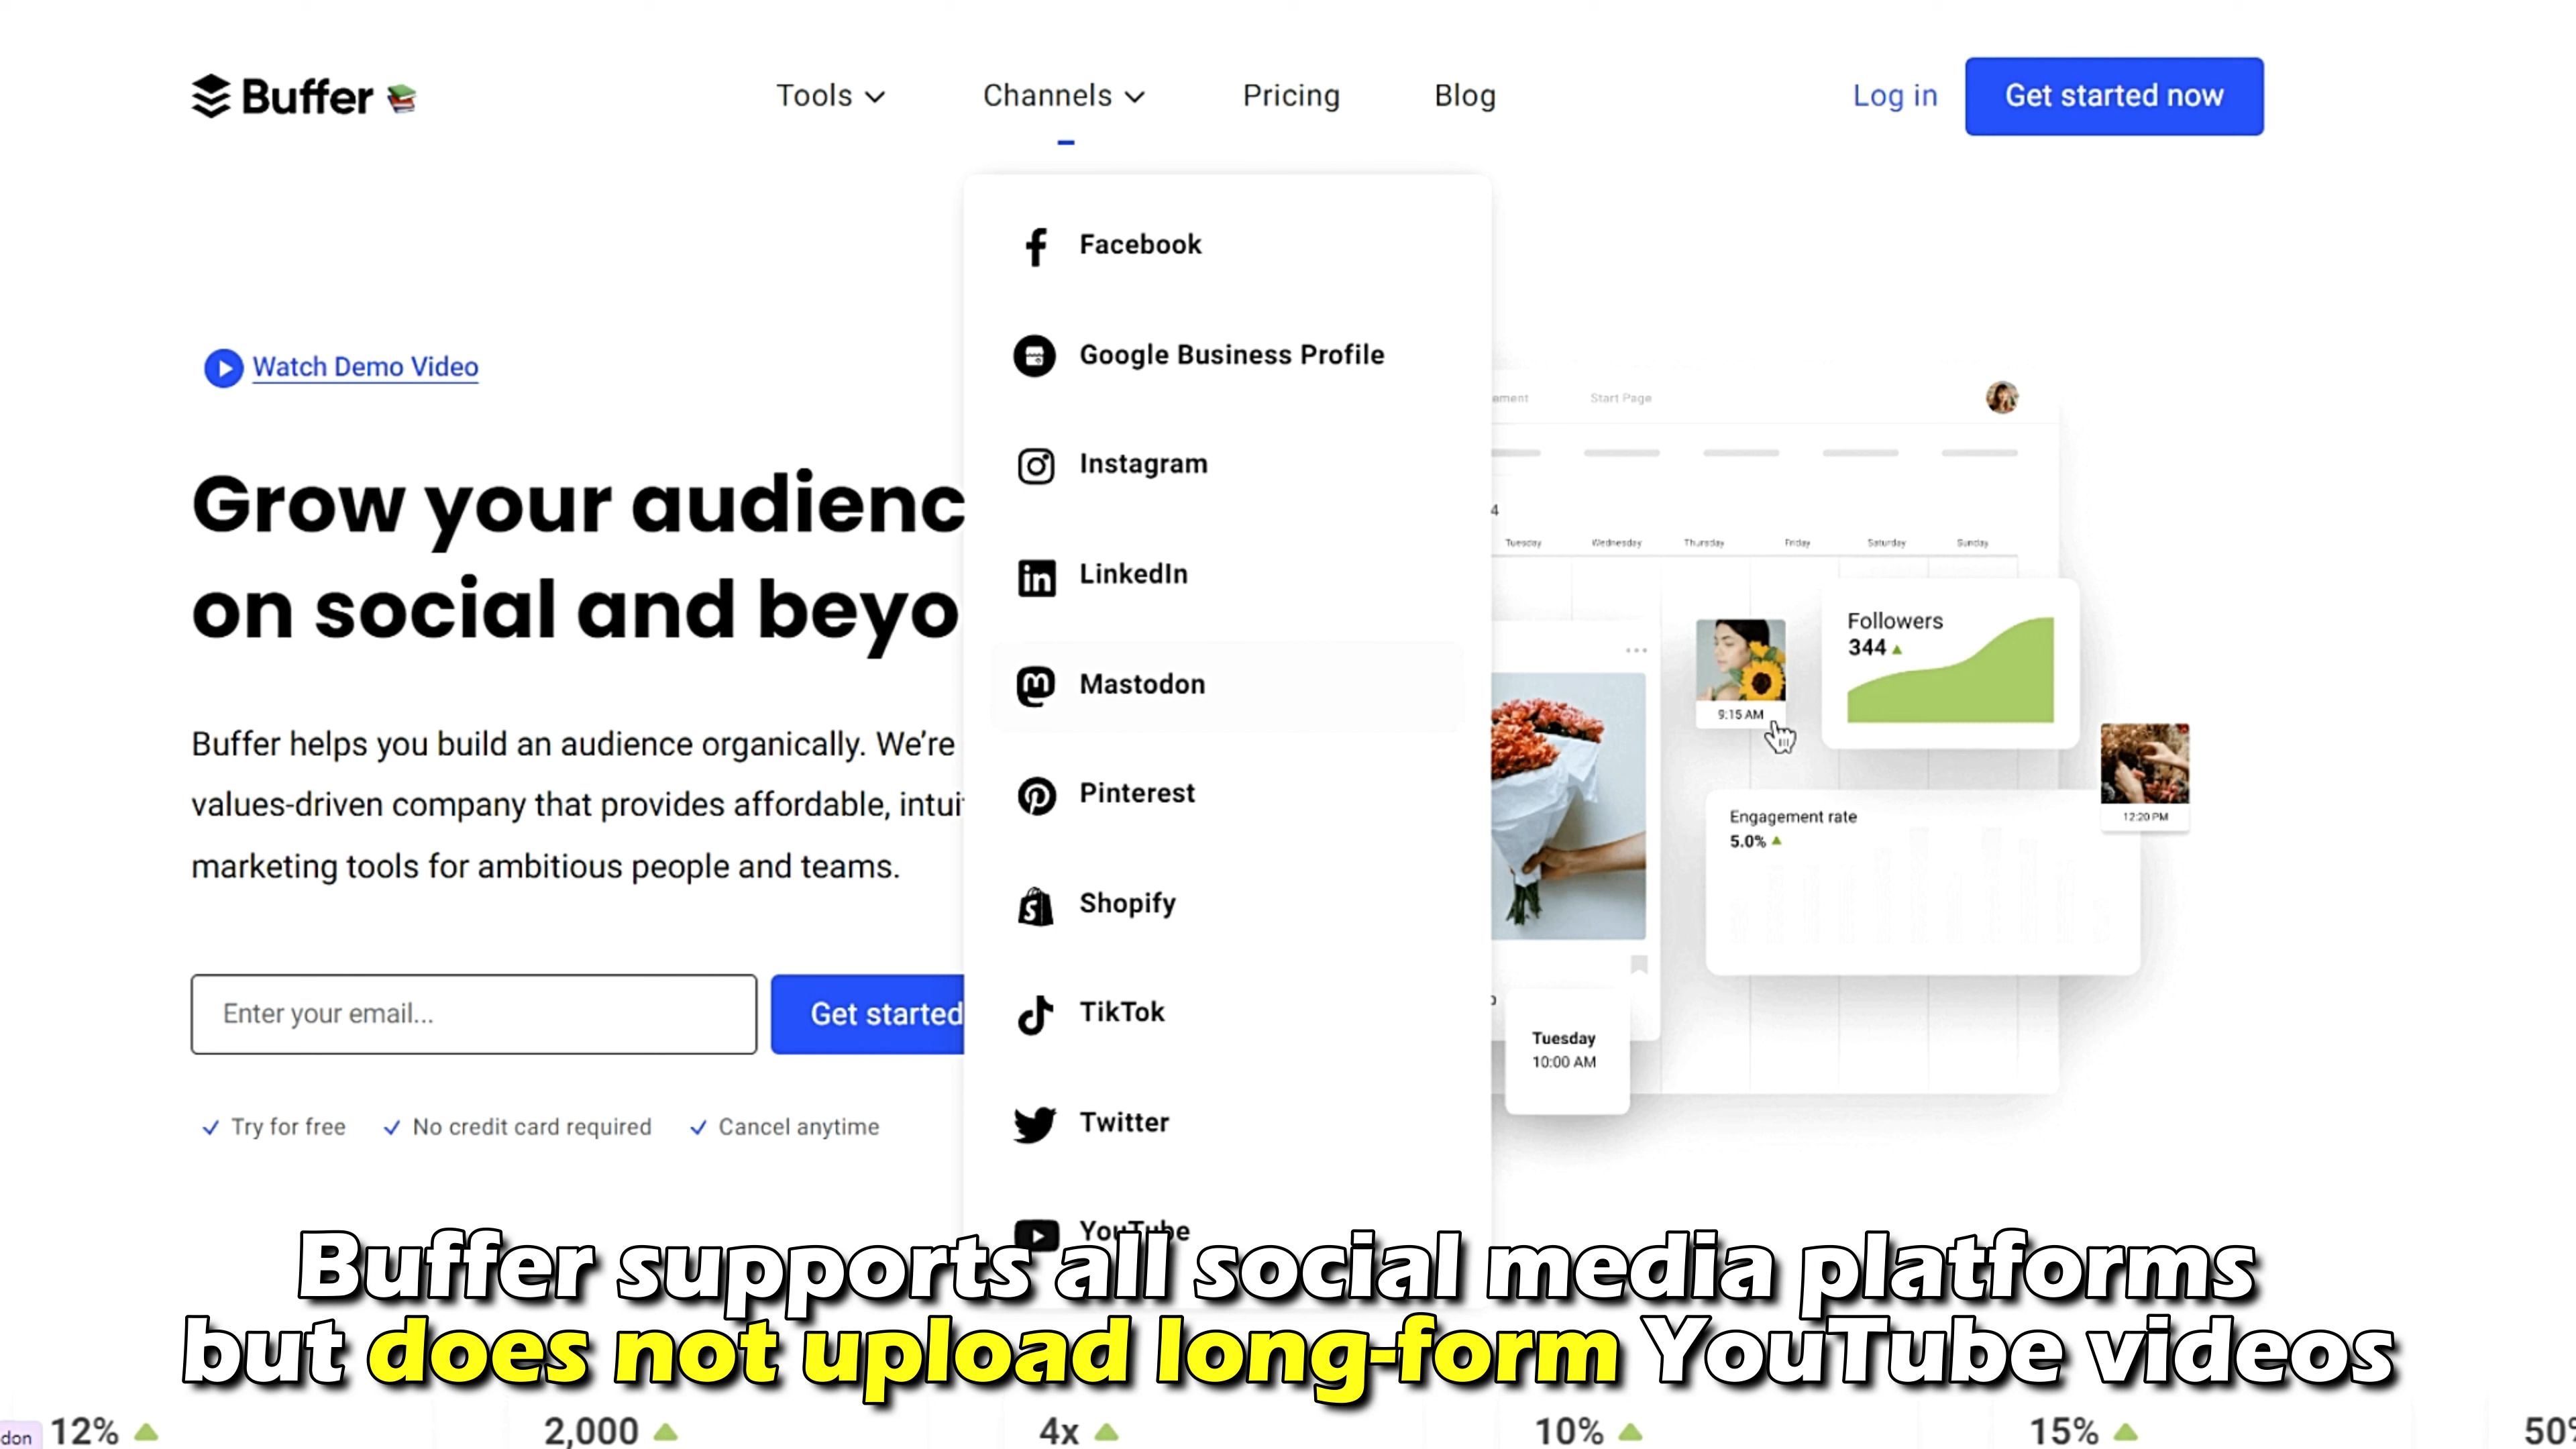 Buffer
Tools
Channels
Pricing
Blog
Log in
Get started now
Facebook
Google Business Profile
Instagram
LinkedIn
Mastodon
Pinterest
Shopify
TikTok
Twitter
YouTube
Watch Demo Video
Grow your audienc
on social and beyo
Buffer helps you build an audience organically. We’re
values-driven company that provides affordable, intui
marketing tools for ambitious people and teams.
Enter your email...
Get started
Try for free
No credit card required
Cancel anytime
ement
Start Page
4
Tuesday Wednesday Thursday Friday Saturday Sunday
9:15 AM
Followers
344
12:20 PM
Engagement rate
5.0%
Tuesday
10:00 AM
Buffer supports all social media platforms
but does not upload long-form YouTube videos
don
12%
2,000
4x
10%
15%
50%